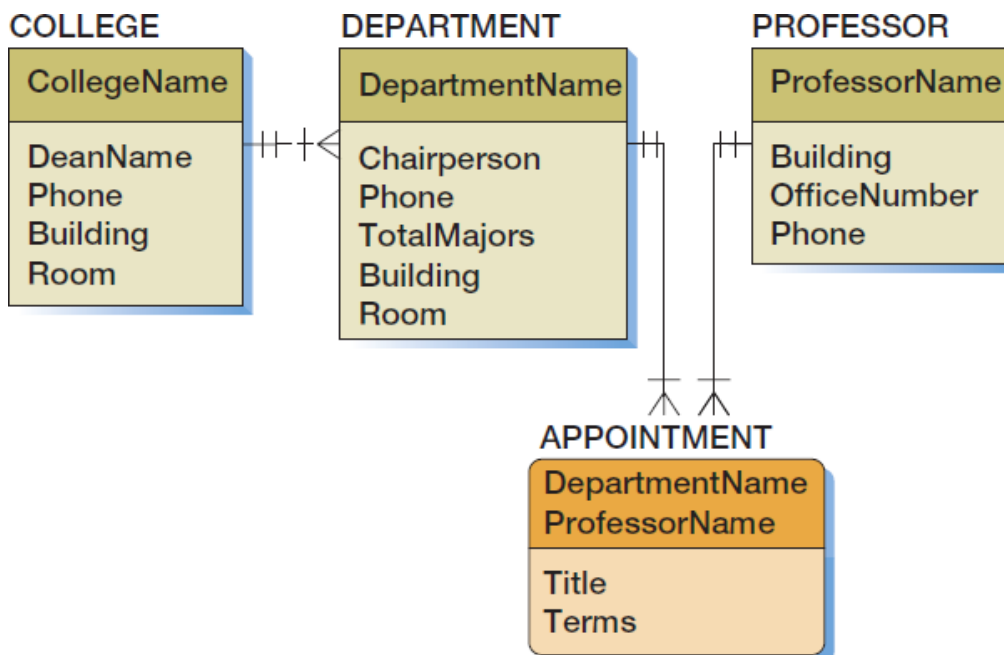 COLLEGE
CollegeName
DeanName
Phone
Building
Room
DEPARTMENT
DepartmentName
Chairperson
Phone
TotalMajors
Building
Room
PROFESSOR
ProfessorName
Building
OfficeNumber
Phone
APPOINTMENT
DepartmentName
ProfessorName
Title
Terms